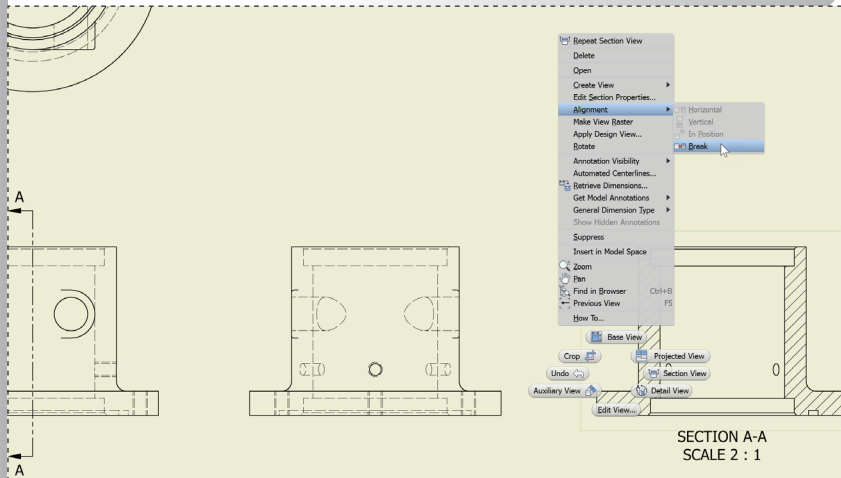 Repeat Section View
Delete
Open
Create View
Edit Section Properties...
Alignment
Make View Raster
Apply Design View...
Rotate
Annotation Visibility
Automated Centerlines...
Retrieve Dimensions...
Get Model Annotations
General Dimension Type
Show Hidden Annotations
Suppress
Insert in Model Space
Zoom
Pan
Find in Browser Ctrl+B
Previous View F5
How To...
Horizontal
Vertical
In Position
Break
Base View
Crop
Projected View
Undo
Section View
Auxiliary View
Detail View
Edit View...
A
A
SECTION A-A
SCALE 2 : 1